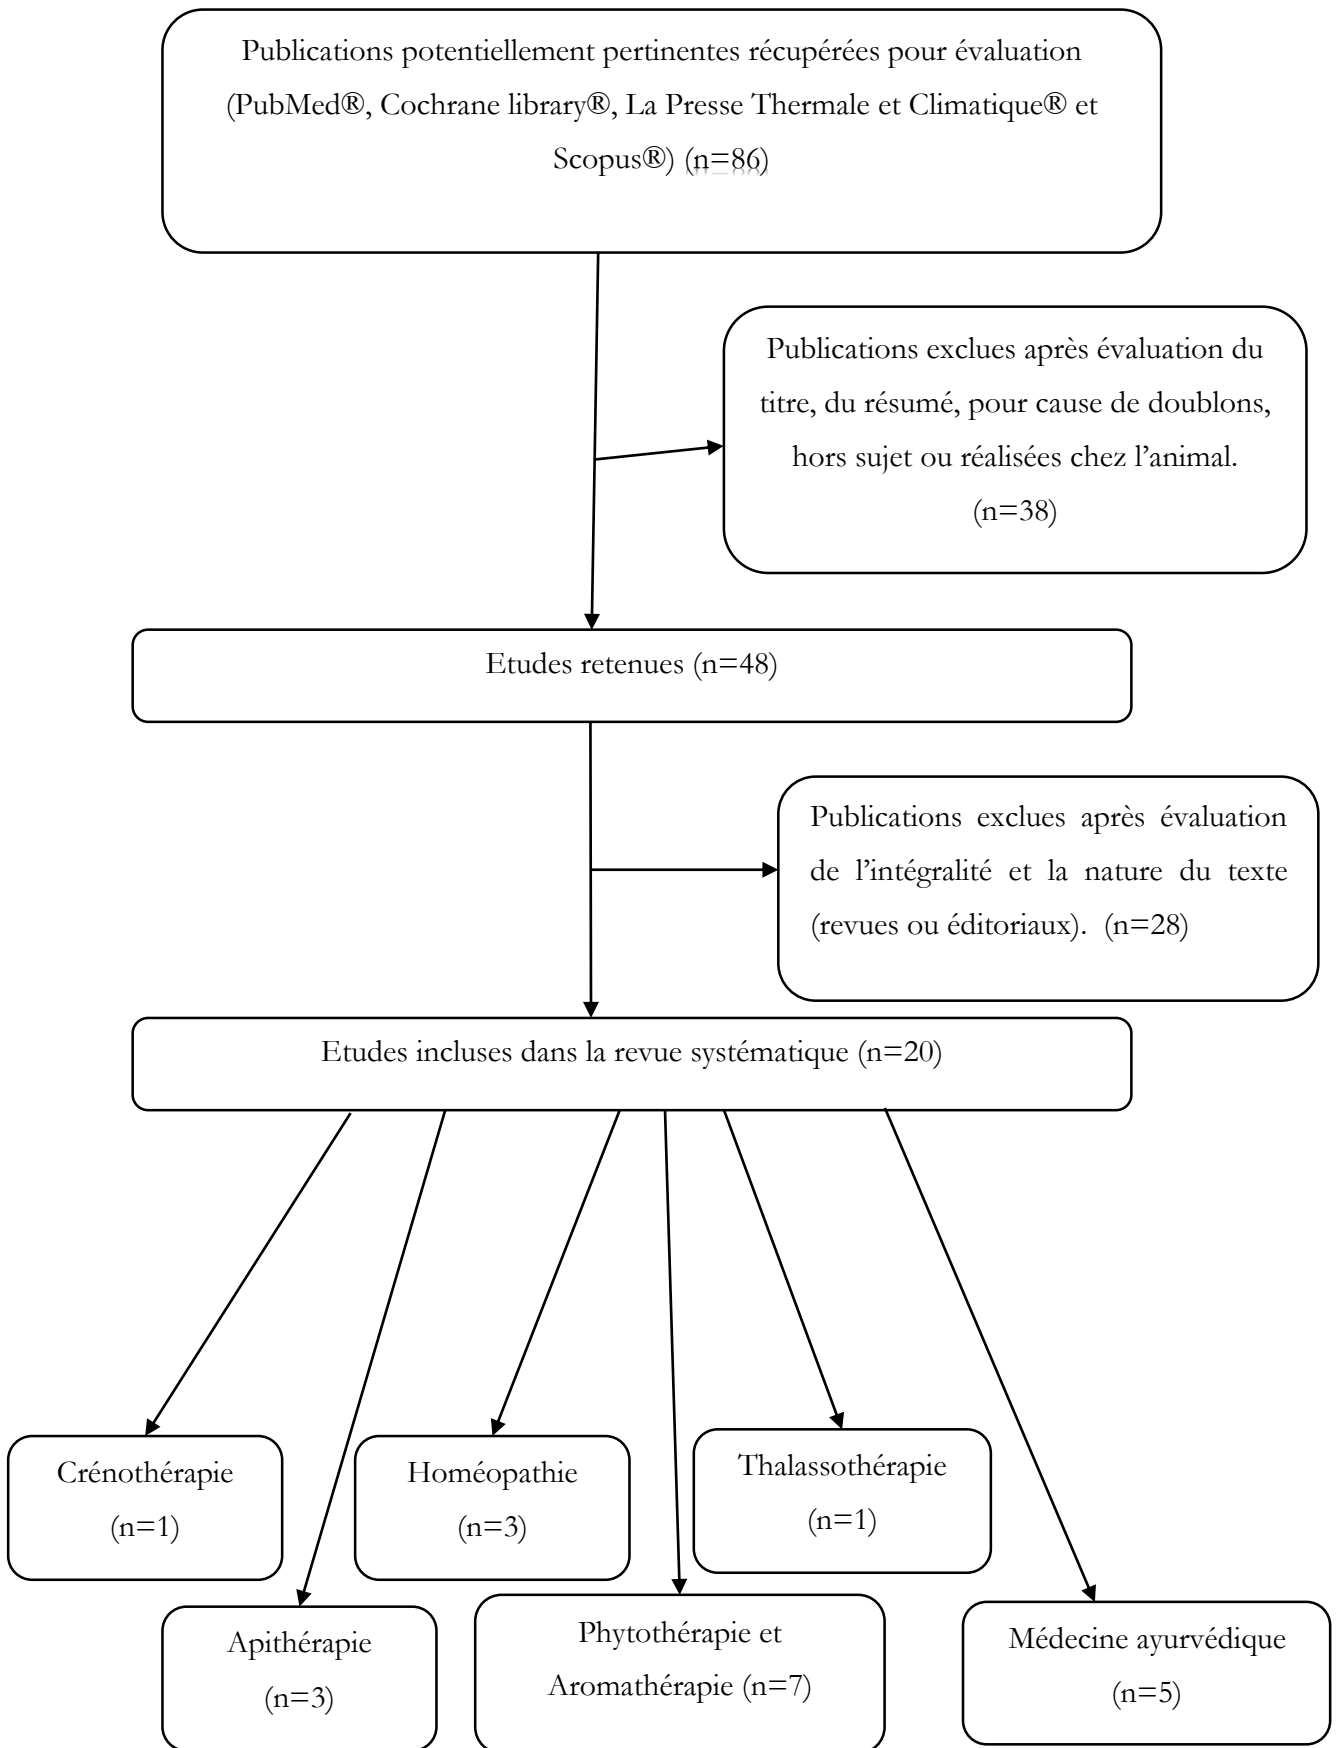 Publications potentiellement pertinentes récupérées pour évaluation
(PubMed®, Cochrane library®, La Presse Thermale et Climatique® et
Scopus®) (n=86)
Publications exclues après évaluation du
titre, du résumé, pour cause de doublons,
hors sujet ou réalisées chez l’animal.
(n=38)
Etudes retenues (n=48)
Publications exclues après évaluation
de l’intégralité et la nature du texte
(revues ou éditoriaux). (n=28)
Etudes incluses dans la revue systématique (n=20)
Crénothérapie
(n=1)
Homéopathie
(n=3)
Thalassothérapie
(n=1)
Apithérapie
(n=3)
Phytothérapie et
Aromathérapie (n=7)
Médecine ayurvédique
(n=5)